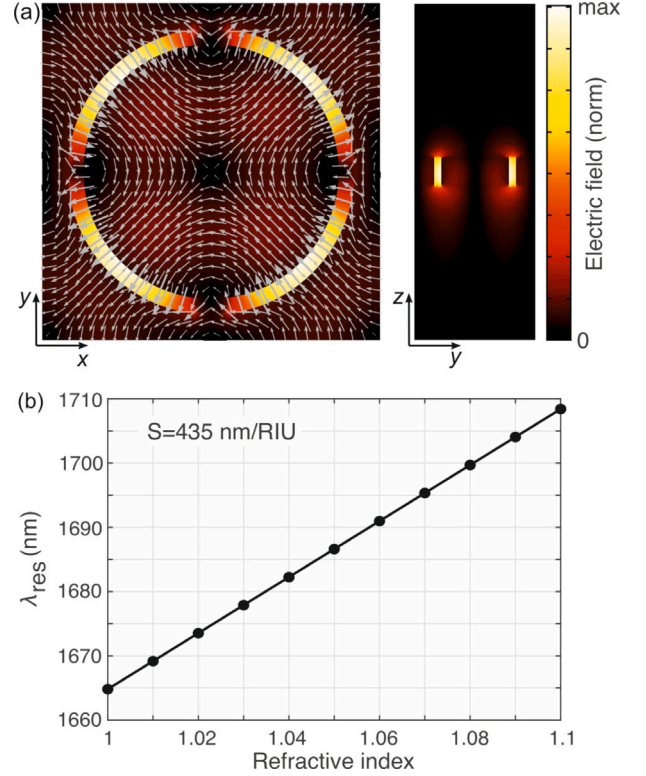 (a)
max
Electric field (norm)
0
y
x
z
y
(b)
S=435 nm/RIU
1710
1700
1690
1680
1670
1660
λres (nm)
1
1.02
1.04
1.06
1.08
1.1
Refractive index